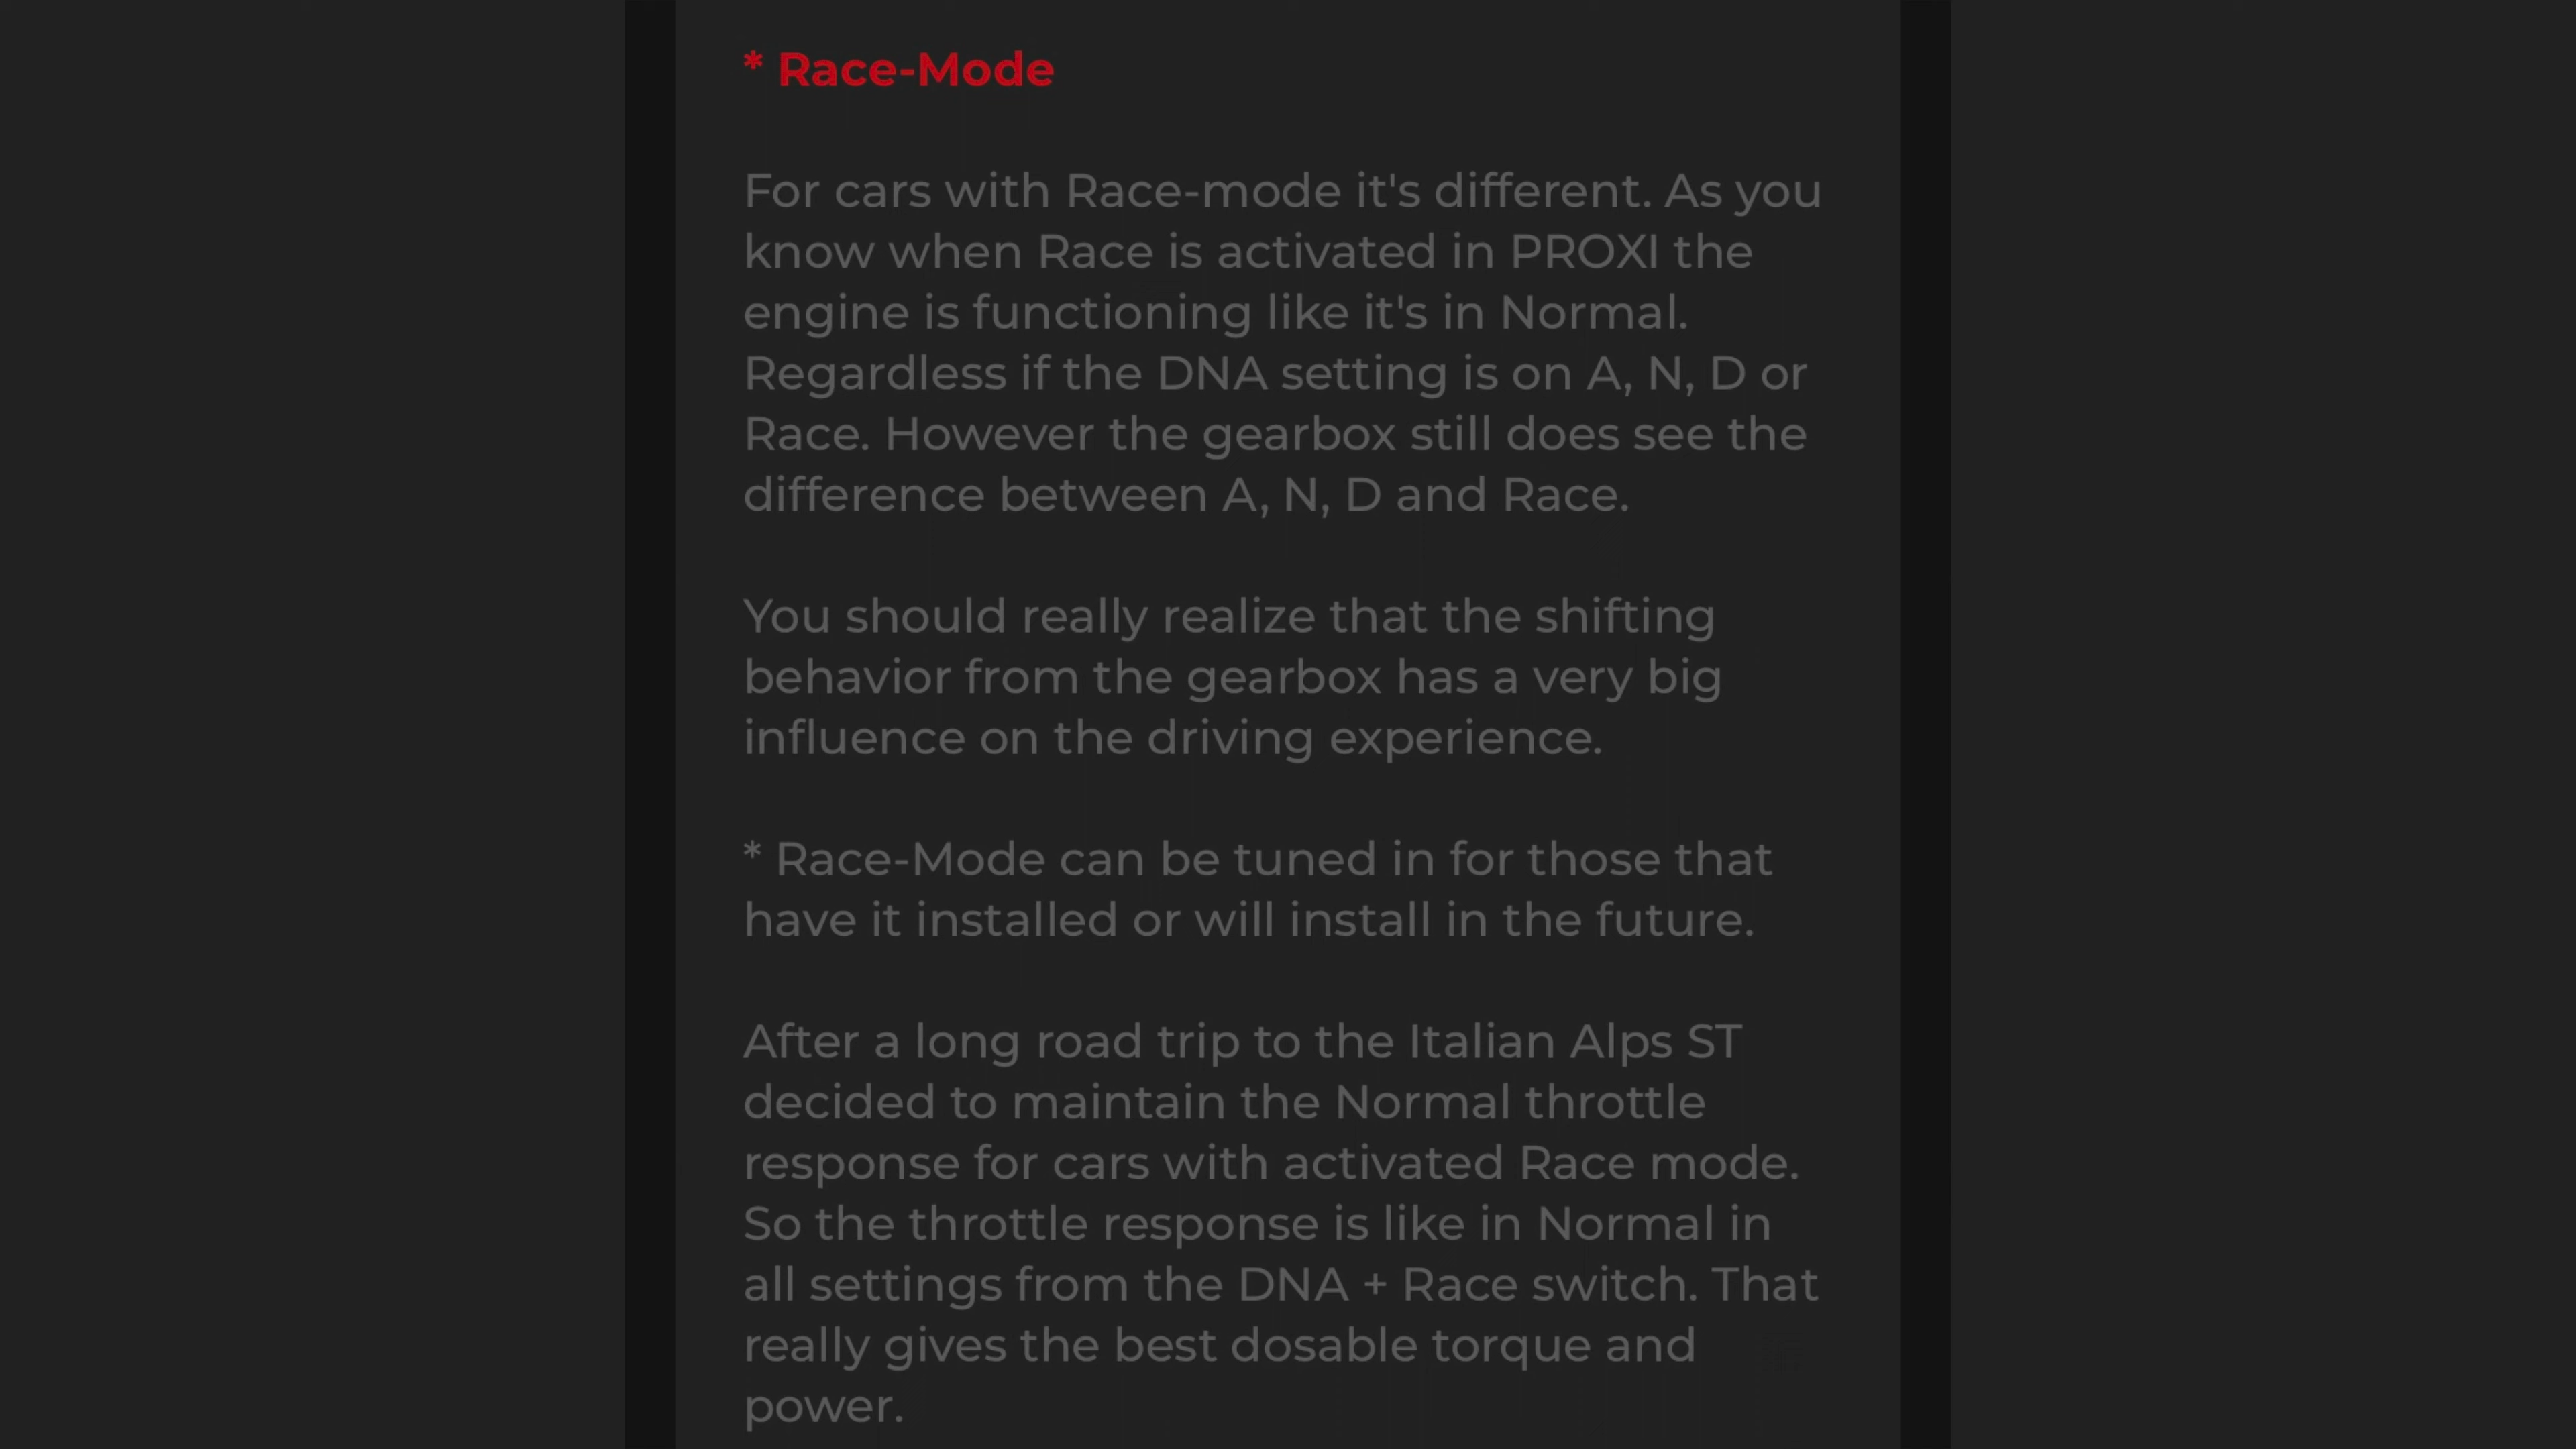 * Race-Mode
For cars with Race-mode it's different. As you
know when Race is activated in PROXI the
engine is functioning like it's in Normal.
Regardless if the DNA setting is on A, N, D or
Race. However the gearbox still does see the
difference between A, N, D and Race.
You should really realize that the shifting
behavior from the gearbox has a very big
influence on the driving experience.
* Race-Mode can be tuned in for those that
have it installed or will install in the future.
After a long road trip to the Italian Alps ST
decided to maintain the Normal throttle
response for cars with activated Race mode.
So the throttle response is like in Normal in
all settings from the DNA + Race switch. That
really gives the best dosable torque and
power.